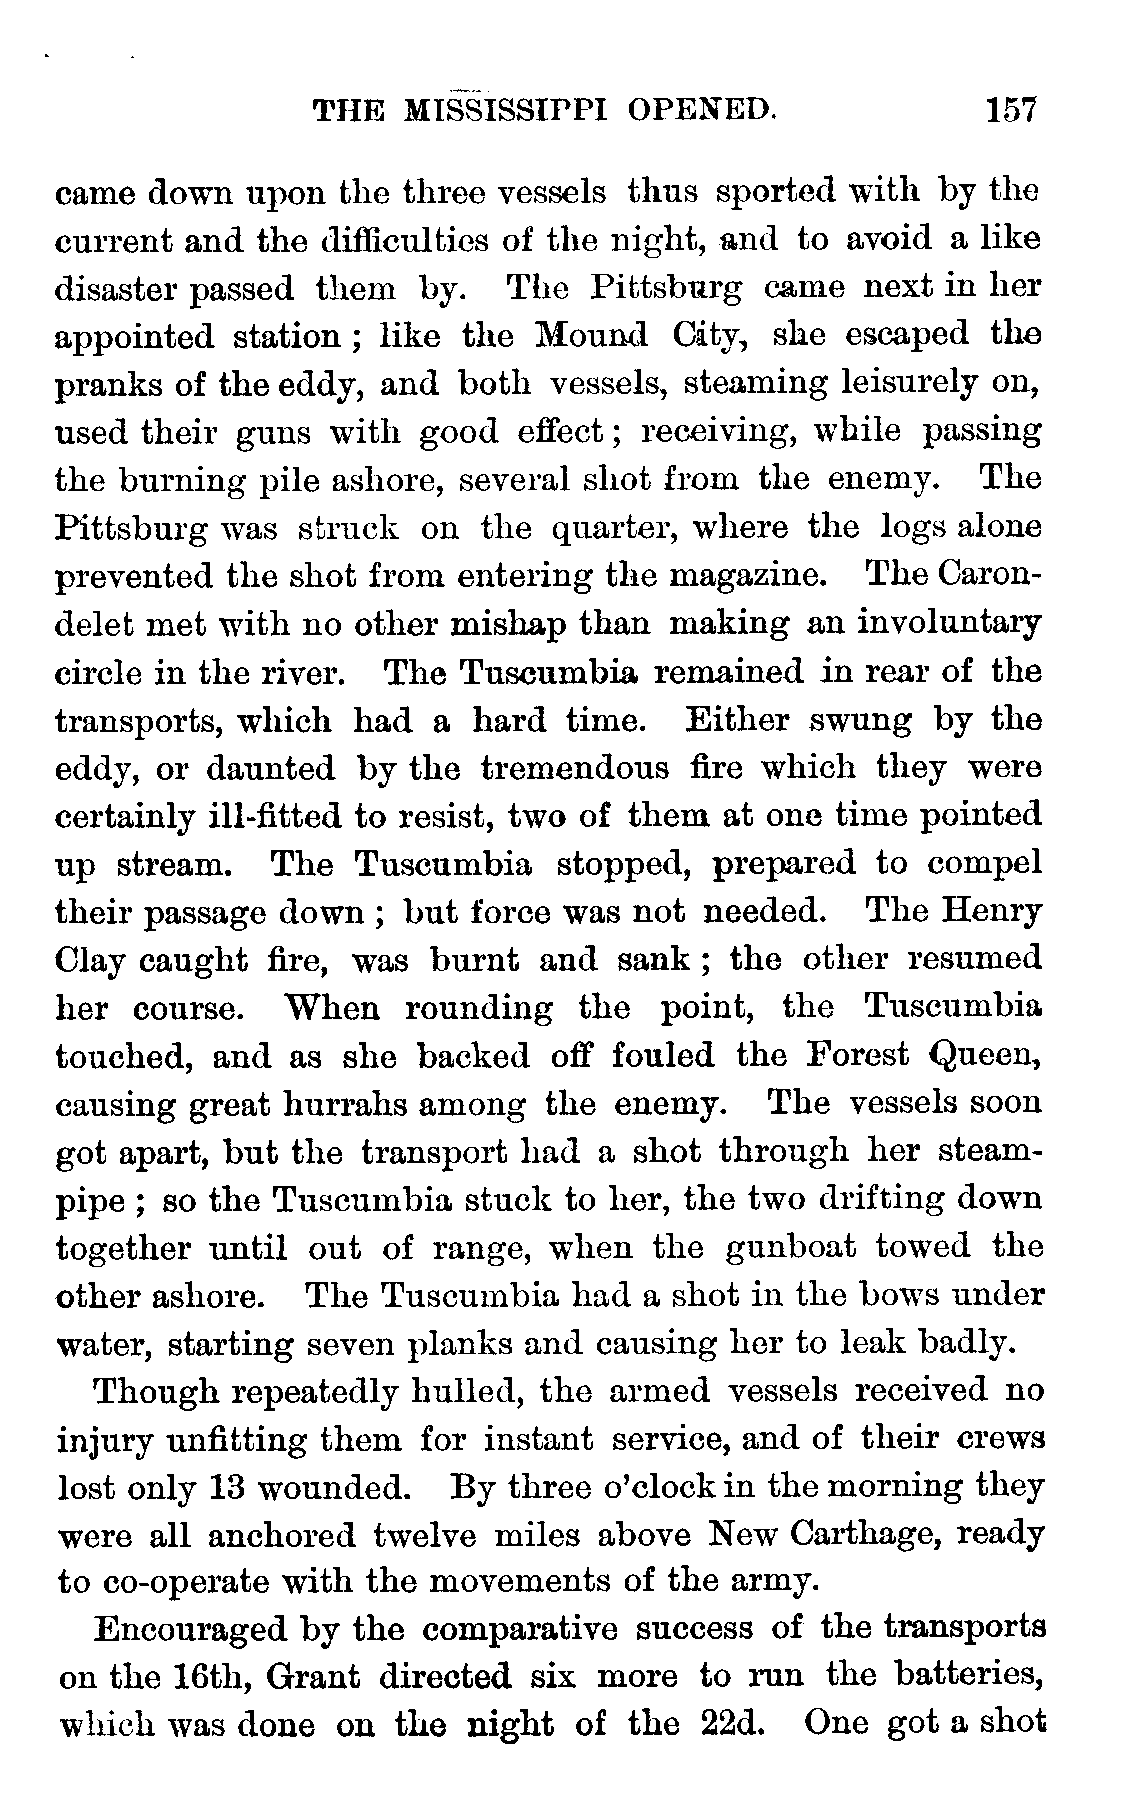 THE MISSISSIPPI OPENED. 157
came down upon the three vessels thus sported with by the
current and the difficulties of the night, and to avoid a like
disaster passed them by. The Pittsburg came next in her
appointed station ; like the Mound City, she escaped the
pranks of the eddy, and both vessels, steaming leisurely on,
used their guns with good effect ; receiving, while passing
the burning pile ashore, several shot from the enemy. The
Pittsburg was struck on the quarter, where the logs alone
prevented the shot from entering the magazine. The Caron-
delet met with no other mishap than making an involuntary
circle in the river. The Tuscumbia remained in rear of the
transports, which had a hard time. Either swung by the
eddy, or daunted by the tremendous fire which they were
certainly ill-fitted to resist, two of them at one time pointed
up stream. The Tuscumbia stopped, prepared to compel
their passage down ; but force was not needed. The Henry
Clay caught fire, was burnt and sank ; the other resumed
her course. When rounding the point, the Tuscumbia
touched, and as she backed off fouled the Forest Queen,
causing great hurrahs among the enemy. The vessels soon
got apart, but the transport had a shot through her steam-
pipe ; so the Tuscumbia stuck to her, the two drifting down
together until out of range, when the gunboat towed the
other ashore. The Tuscumbia had a shot in the bows under
water, starting seven planks and causing her to leak badly.
Though repeatedly hulled, the armed vessels received no
injury unfitting them for instant service, and of their crews
lost only 13 wounded. By three o'clock in the morning they
were all anchored twelve miles above New Carthage, ready
to co-operate with the movements of the army.
Encouraged by the comparative success of the transports
on the 16th, Grant directed six more to run the batteries,
which was done on the night of the 22d. One got a shot